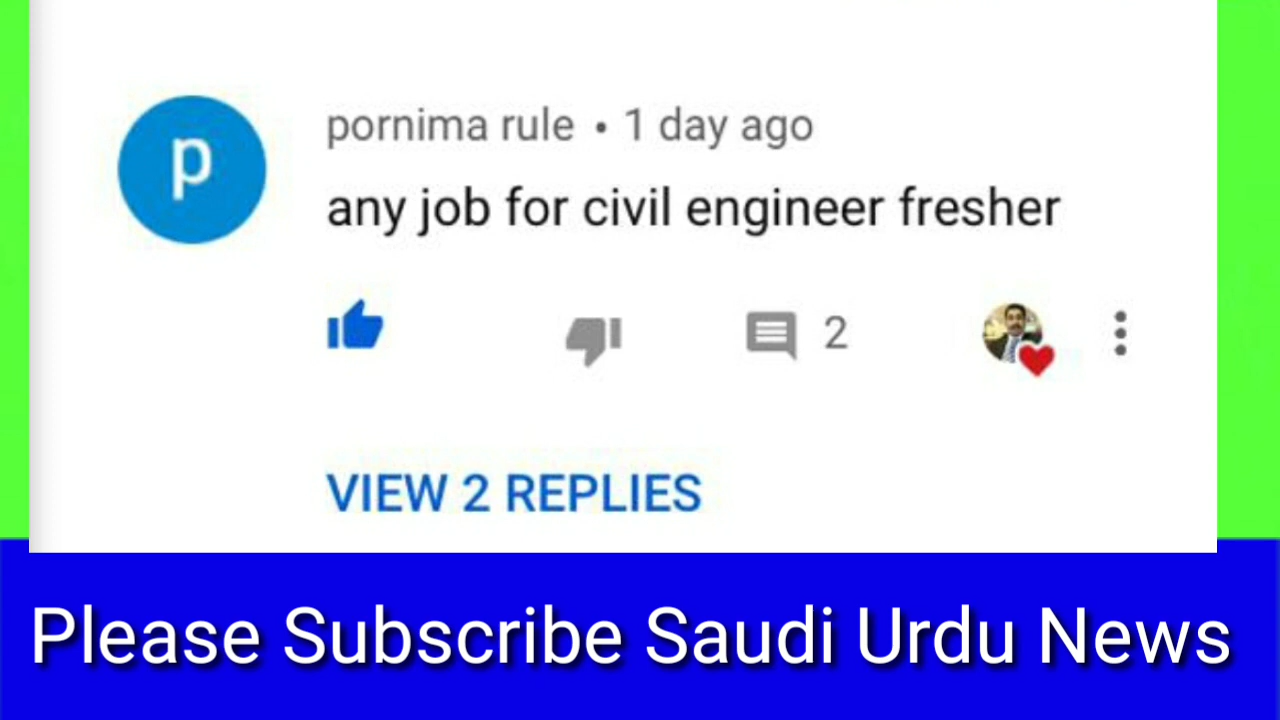 p
pornima rule • 1 day ago
any job for civil engineer fresher
2
VIEW 2 REPLIES
Please Subscribe Saudi Urdu News